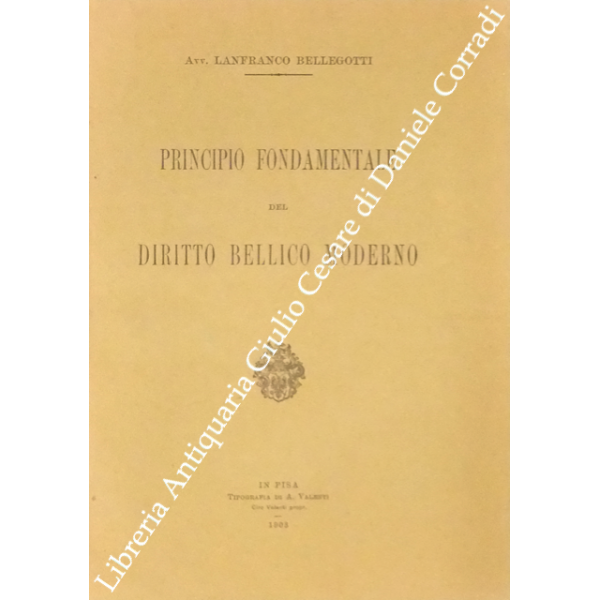 Avv. LANFRANCO BELLEGOTTI
PRINCIPIO FONDAMENTALE
DEL
DIRITTO BELLICO MODERNO
IN PISA
TIPOGRAFIA DI A. VALENTI
1903
Libreria Antiquaria Giulio Cesare di Daniele Corradi